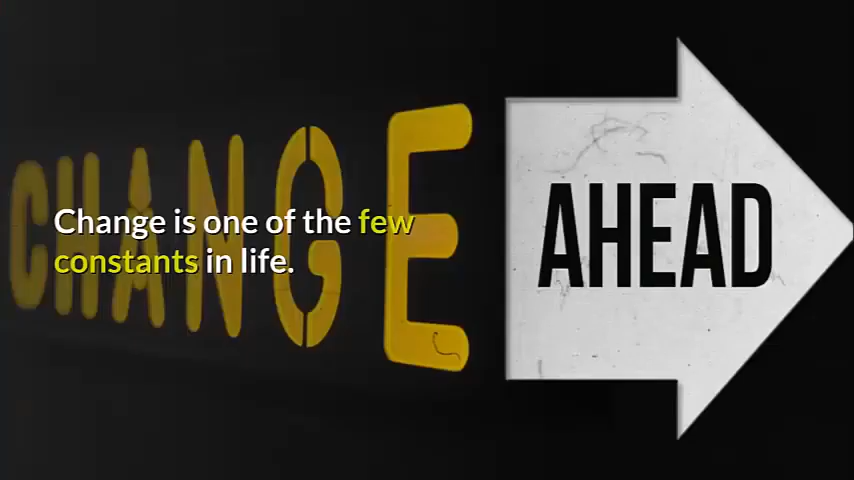 CHANGE
AHEAD
Change is one of the few
constants in life.